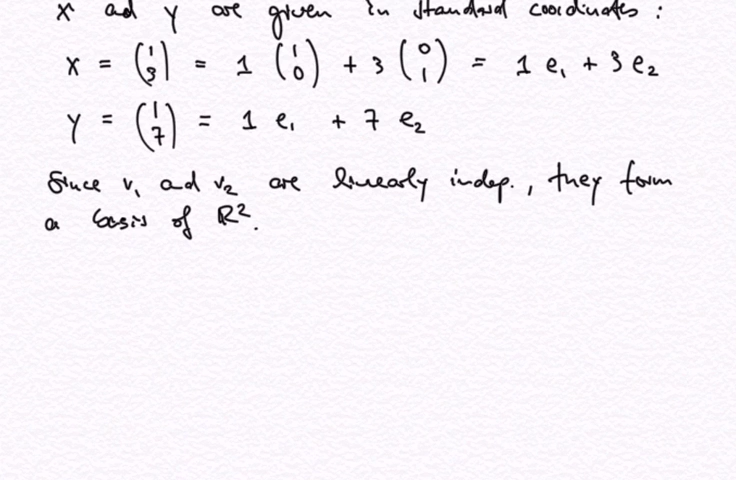 x and y are given in standard coordinates :
x = (1 3) = 1 (1 0) + 3 (0 1) = 1 e₁ + 3 e₂
y = (1 7) = 1 e₁ + 7 e₂
Since v₁ and v₂ are linearly indep., they form
a basis of R².